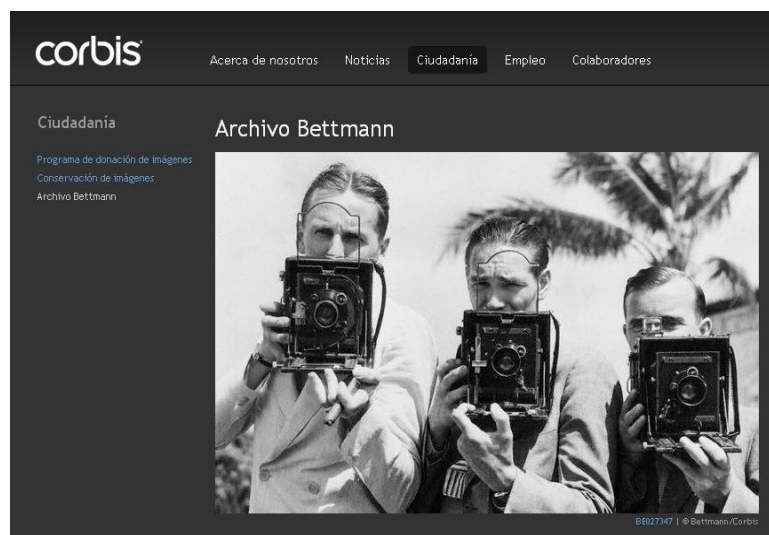 corbis
Acerca de nosotros Noticias Ciudadanía Empleo Colaboradores
Ciudadanía
Programa de donación de imágenes
Conservación de imágenes
Archivo Bettmann
Archivo Bettmann
BE027347 | © Bettmann/Corbis